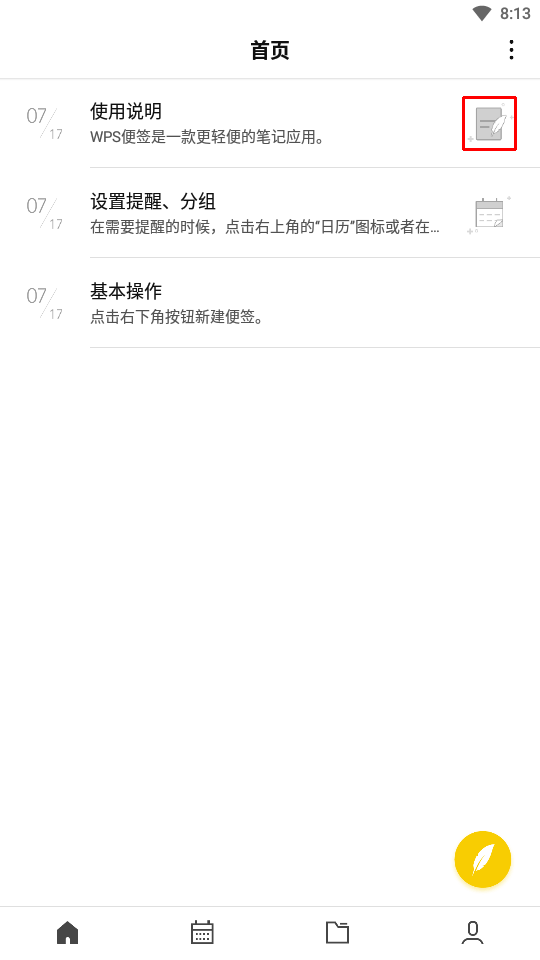 8:13
首页
07/17
使用说明
WPS便签是一款更轻便的笔记应用。
07/17
设置提醒、分组
在需要提醒的时候，点击右上角的“日历”图标或者在...
07/17
基本操作
点击右下角按钮新建便签。